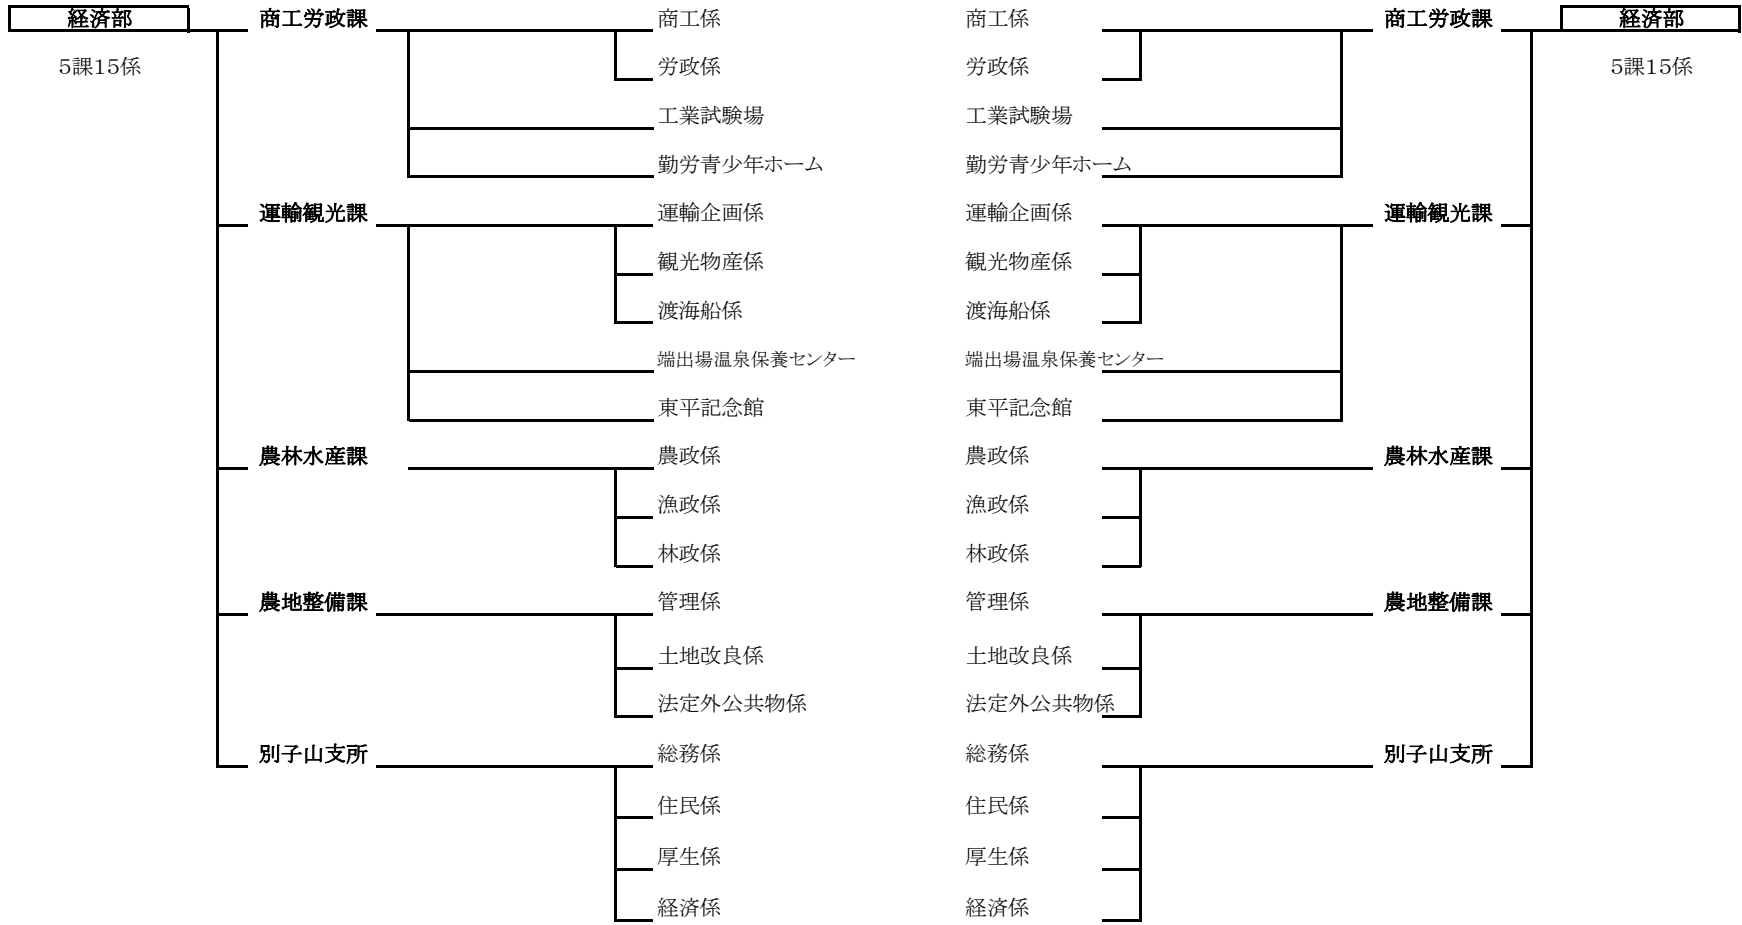 経済部 商工労政課 商工係 商工係 商工労政課 経済部
5課15係 労政係 労政係 5課15係
工業試験場 工業試験場
勤労青少年ホーム 勤労青少年ホーム
運輸観光課 運輸企画係 運輸企画係 運輸観光課
観光物産係 観光物産係
渡海船係 渡海船係
端出場温泉保養センター 端出場温泉保養センター
東平記念館 東平記念館
農林水産課 農政係 農政係 農林水産課
漁政係 漁政係
林政係 林政係
農地整備課 管理係 管理係 農地整備課
土地改良係 土地改良係
法定外公共物係 法定外公共物係
別子山支所 総務係 総務係 別子山支所
住民係 住民係
厚生係 厚生係
経済係 経済係